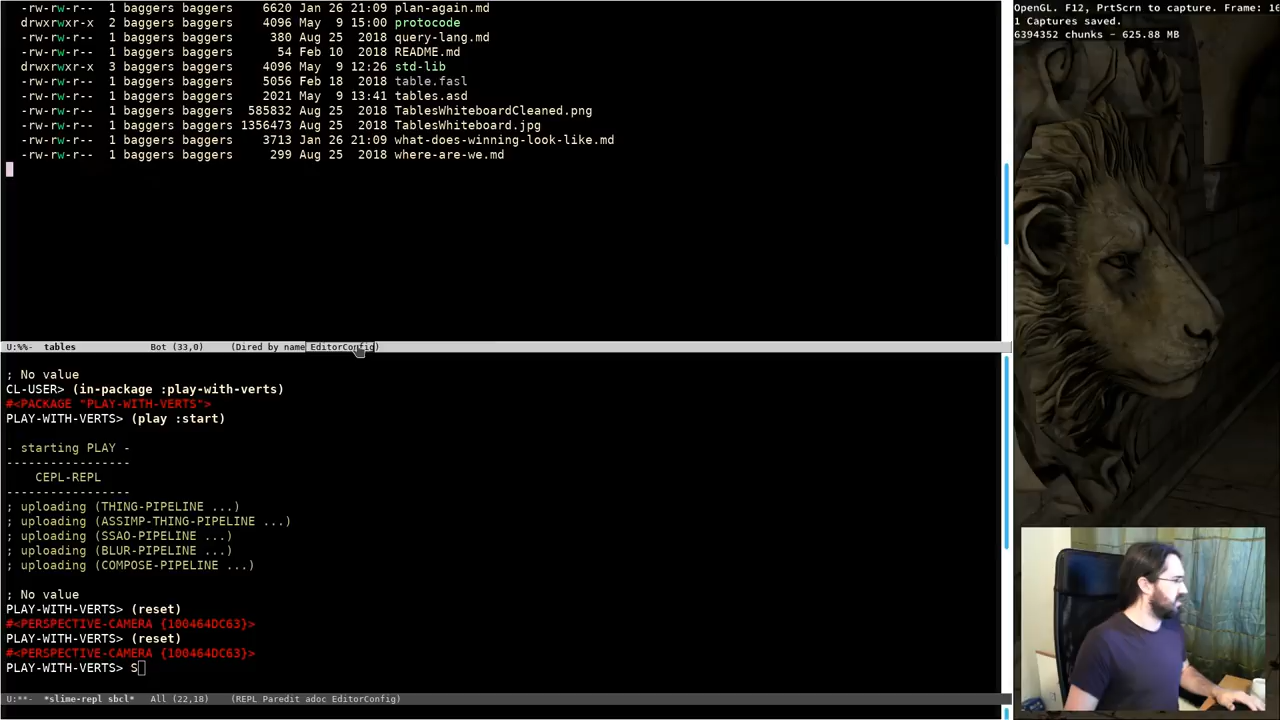 -rw-rw-r-- 1 baggers baggers 6620 Jan 26 21:09 plan-again.md
drwxrwxr-x 2 baggers baggers 4096 May 9 15:00 protocode
-rw-rw-r-- 1 baggers baggers 380 Aug 25 2018 query-lang.md
-rw-rw-r-- 1 baggers baggers 54 Feb 10 2018 README.md
drwxrwxr-x 3 baggers baggers 4096 May 9 12:26 std-lib
-rw-rw-r-- 1 baggers baggers 5056 Feb 18 2018 table.fasl
-rw-rw-r-- 1 baggers baggers 2021 May 9 13:41 tables.asd
-rw-rw-r-- 1 baggers baggers 585832 Aug 25 2018 TablesWhiteboardCleaned.png
-rw-rw-r-- 1 baggers baggers 1356473 Aug 25 2018 TablesWhiteboard.jpg
-rw-rw-r-- 1 baggers baggers 3713 Jan 26 21:09 what-does-winning-look-like.md
-rw-rw-r-- 1 baggers baggers 299 Aug 25 2018 where-are-we.md
U:%%- tables Bot (33,0) (Dired by name EditorConfig)
; No value
CL-USER> (in-package :play-with-verts)
#<PACKAGE "PLAY-WITH-VERTS">
PLAY-WITH-VERTS> (play :start)
- starting PLAY -
-----------------
CEPL-REPL
-----------------
; uploading (THING-PIPELINE ...)
; uploading (ASSIMP-THING-PIPELINE ...)
; uploading (SSAO-PIPELINE ...)
; uploading (BLUR-PIPELINE ...)
; uploading (COMPOSE-PIPELINE ...)
; No value
PLAY-WITH-VERTS> (reset)
#<PERSPECTIVE-CAMERA {100464DC63}>
PLAY-WITH-VERTS> (reset)
#<PERSPECTIVE-CAMERA {100464DC63}>
PLAY-WITH-VERTS> S
U:**- *slime-repl sbcl* All (22,18) (REPL Paredit adoc EditorConfig)
OpenGL. F12, PrtScrn to capture. Frame: 16
1 Captures saved.
6394352 chunks - 625.88 MB